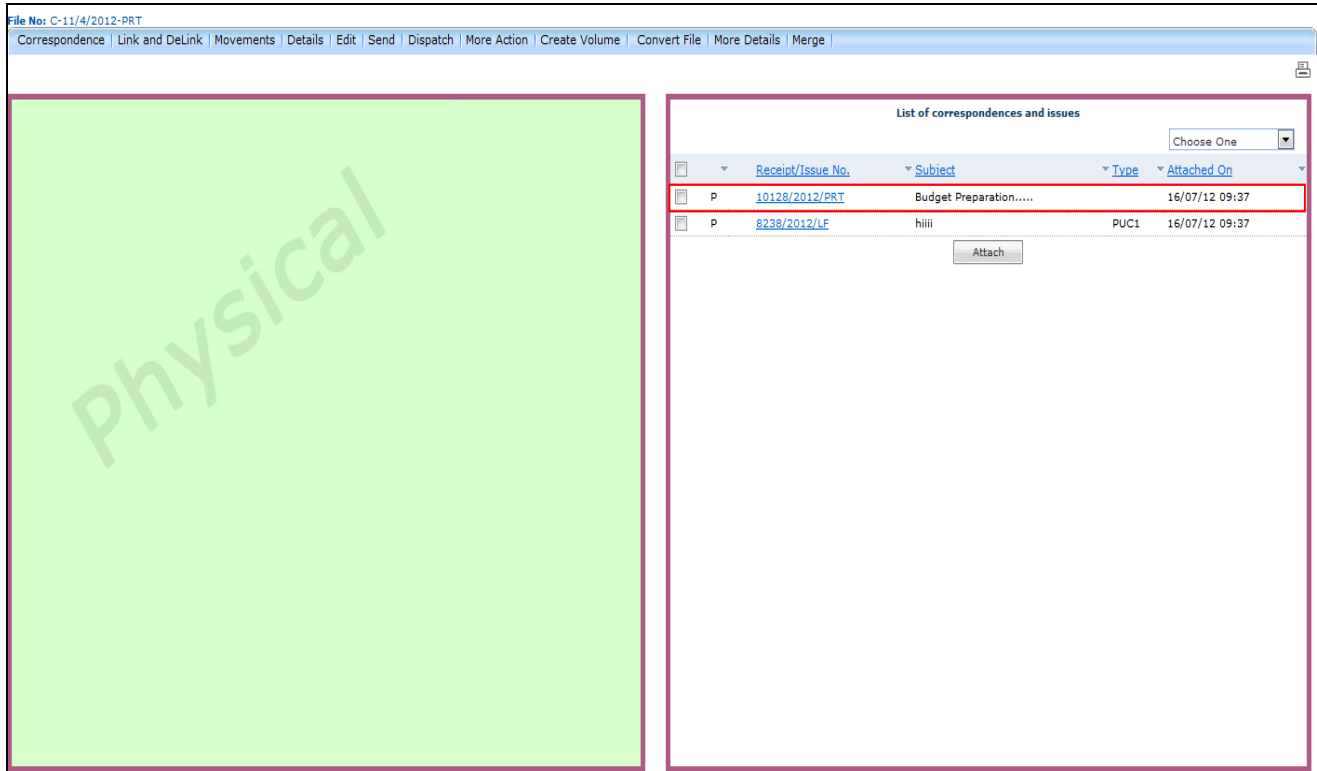 File No: C-11/4/2012-PRT
Correspondence | Link and DeLink | Movements | Details | Edit | Send | Dispatch | More Action | Create Volume | Convert File | More Details | Merge |
Physical
List of correspondences and issues
Choose One
Receipt/Issue No. Subject Type Attached On
P 10128/2012/PRT Budget Preparation..... 16/07/12 09:37
P 8238/2012/LF hiiii PUC1 16/07/12 09:37
Attach